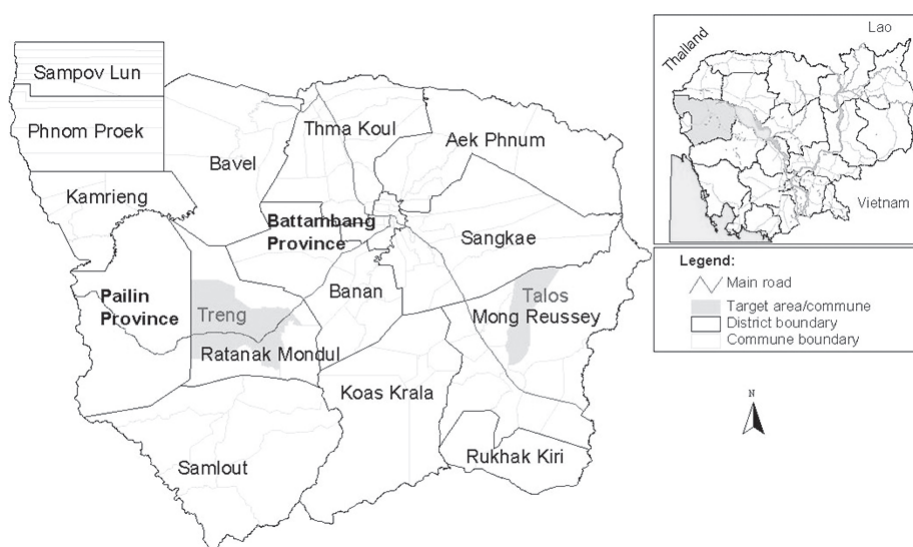 Sampov Lun
Phnom Proek
Kamrieng
Bavel
Thma Koul
Aek Phnum
Battambang
Province
Sangkae
Pailin
Province
Treng
Ratanak Mondul
Banan
Talos
Mong Reussey
Koas Krala
Samlout
Rukhak Kiri
Thailand
Lao
Vietnam
Legend:
Main road
Target area/commune
District boundary
Commune boundary
N